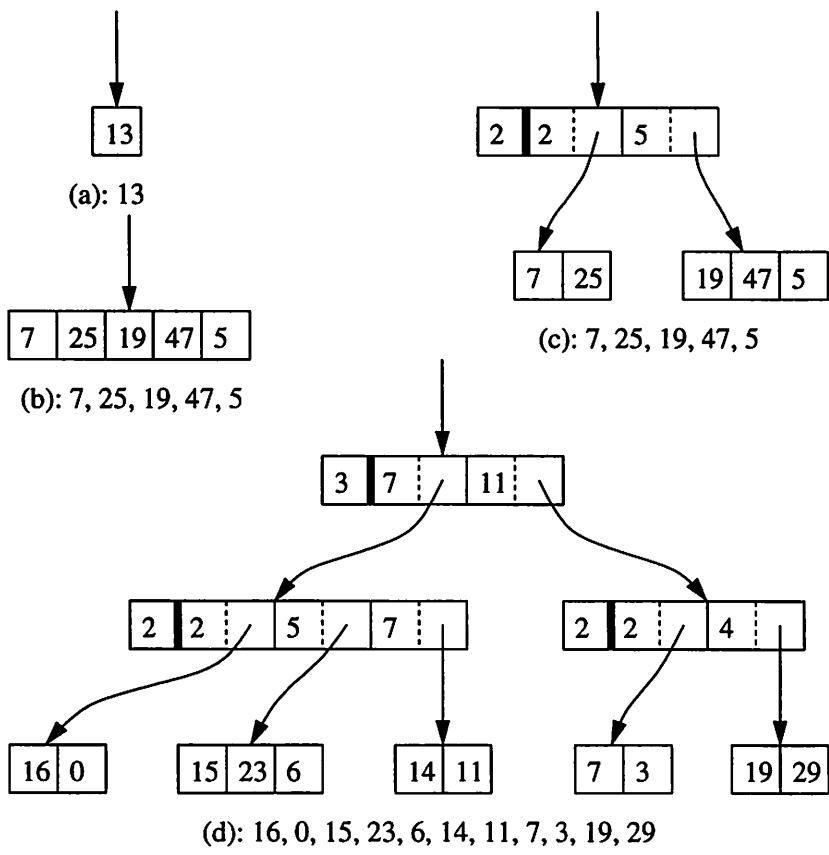 13
(a): 13
7 25 19 47 5
(b): 7, 25, 19, 47, 5
2 2 5
7 25
19 47 5
(c): 7, 25, 19, 47, 5
3 7 11
2 2 5 7
2 2 4
16 0
15 23 6
14 11
7 3
19 29
(d): 16, 0, 15, 23, 6, 14, 11, 7, 3, 19, 29